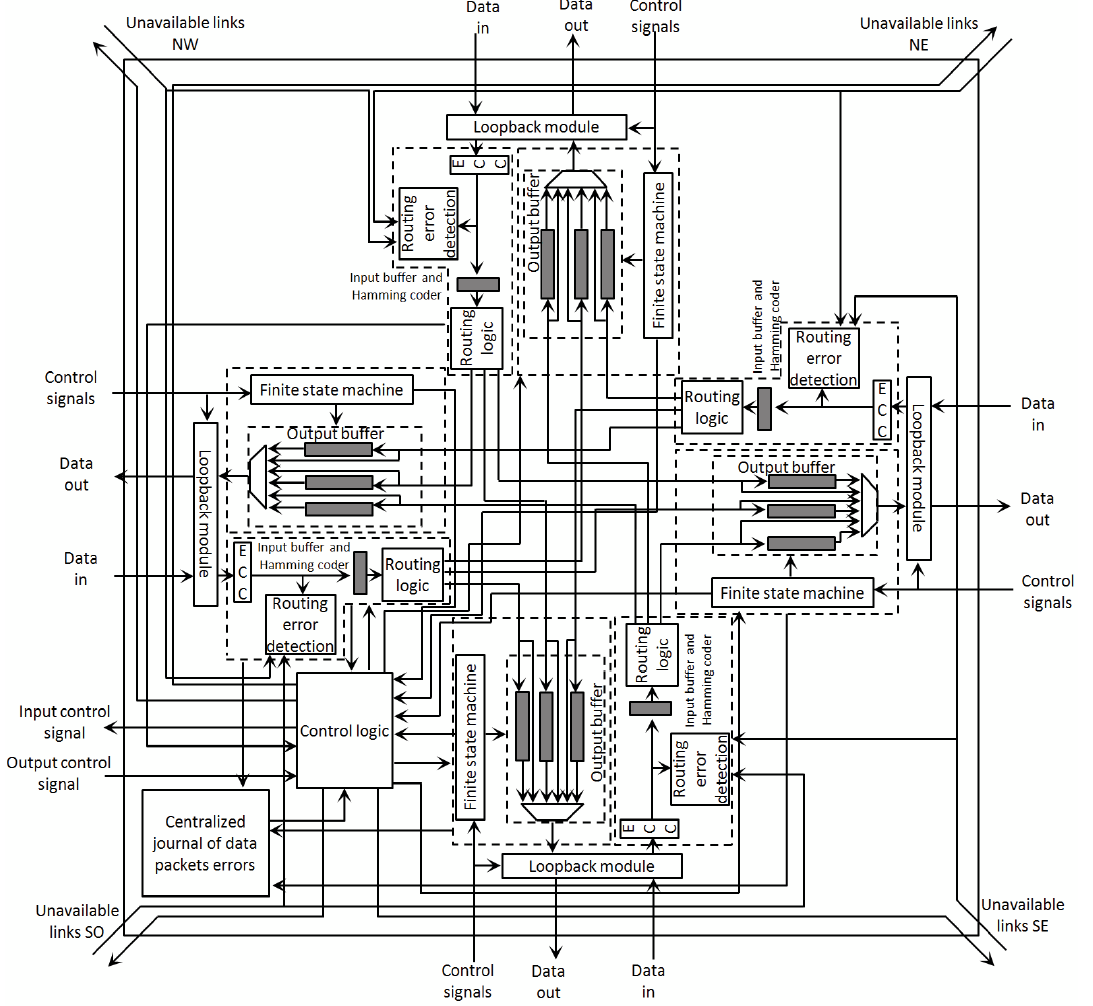 Data
in
Data
out
Control
signals
Unavailable links
NW
Unavailable links
NE
Loopback module
E C C
Routing
error
detection
Input buffer and
Hamming coder
Routing
logic
Output buffer
Finite state machine
Input buffer and
Hamming coder
Routing
error
detection
Routing
logic
E
C
C
Loopback module
Data
in
Control
signals
Finite state machine
Output buffer
Data
out
Loopback module
Output buffer
Data
out
Data
in
E
C
C
Input buffer and
Hamming coder
Routing
logic
Routing
error
detection
Finite state machine
Control
signals
Control logic
Input control
signal
Output control
signal
Finite state machine
Output buffer
Routing
logic
Input buffer and
Hamming coder
Routing
error
detection
E C C
Centralized
journal of data
packets errors
Loopback module
Unavailable
links SO
Unavailable
links SE
Control
signals
Data
out
Data
in